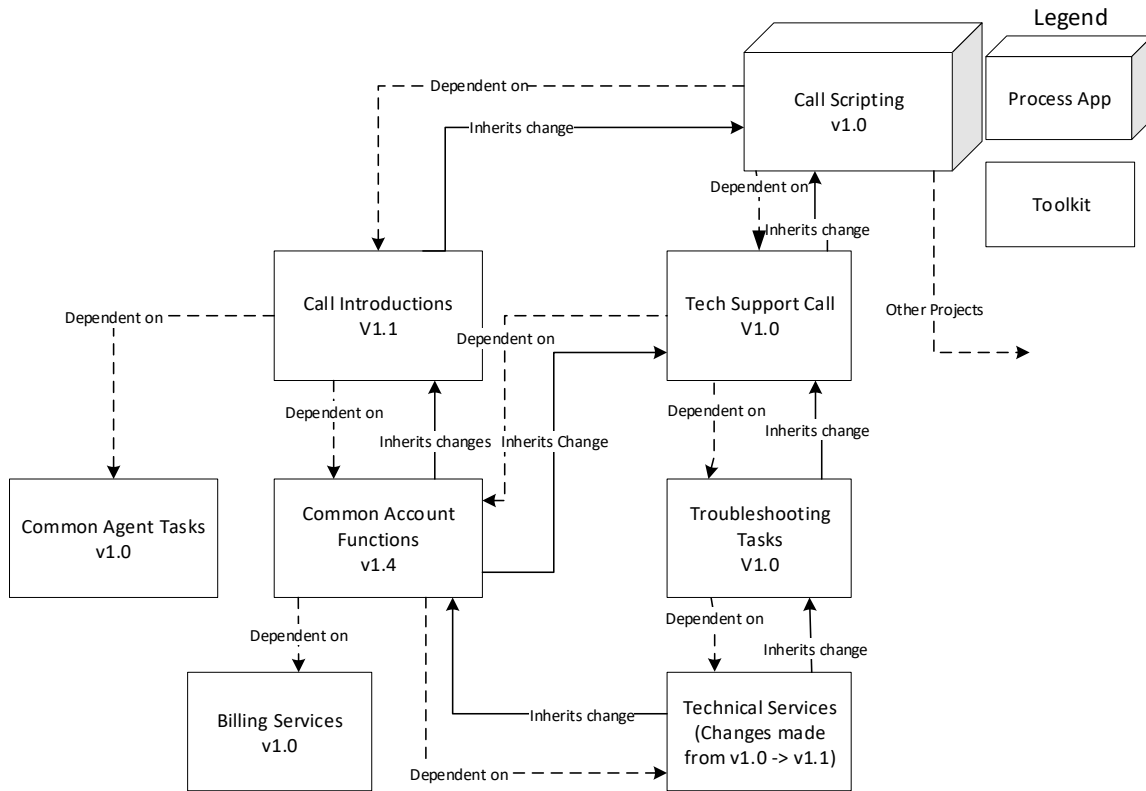 Legend
Process App
Toolkit
Call Scripting
v1.0
Dependent on
Inherits change
Dependent on
Inherits change
Other Projects
Call Introductions
V1.1
Tech Support Call
V1.0
Dependent on
Dependent on
Dependent on
Inherits changes
Inherits Change
Dependent on
Inherits change
Common Agent Tasks
v1.0
Common Account
Functions
v1.4
Troubleshooting
Tasks
V1.0
Dependent on
Dependent on
Inherits change
Billing Services
v1.0
Inherits change
Technical Services
(Changes made
from v1.0 -> v1.1)
Dependent on